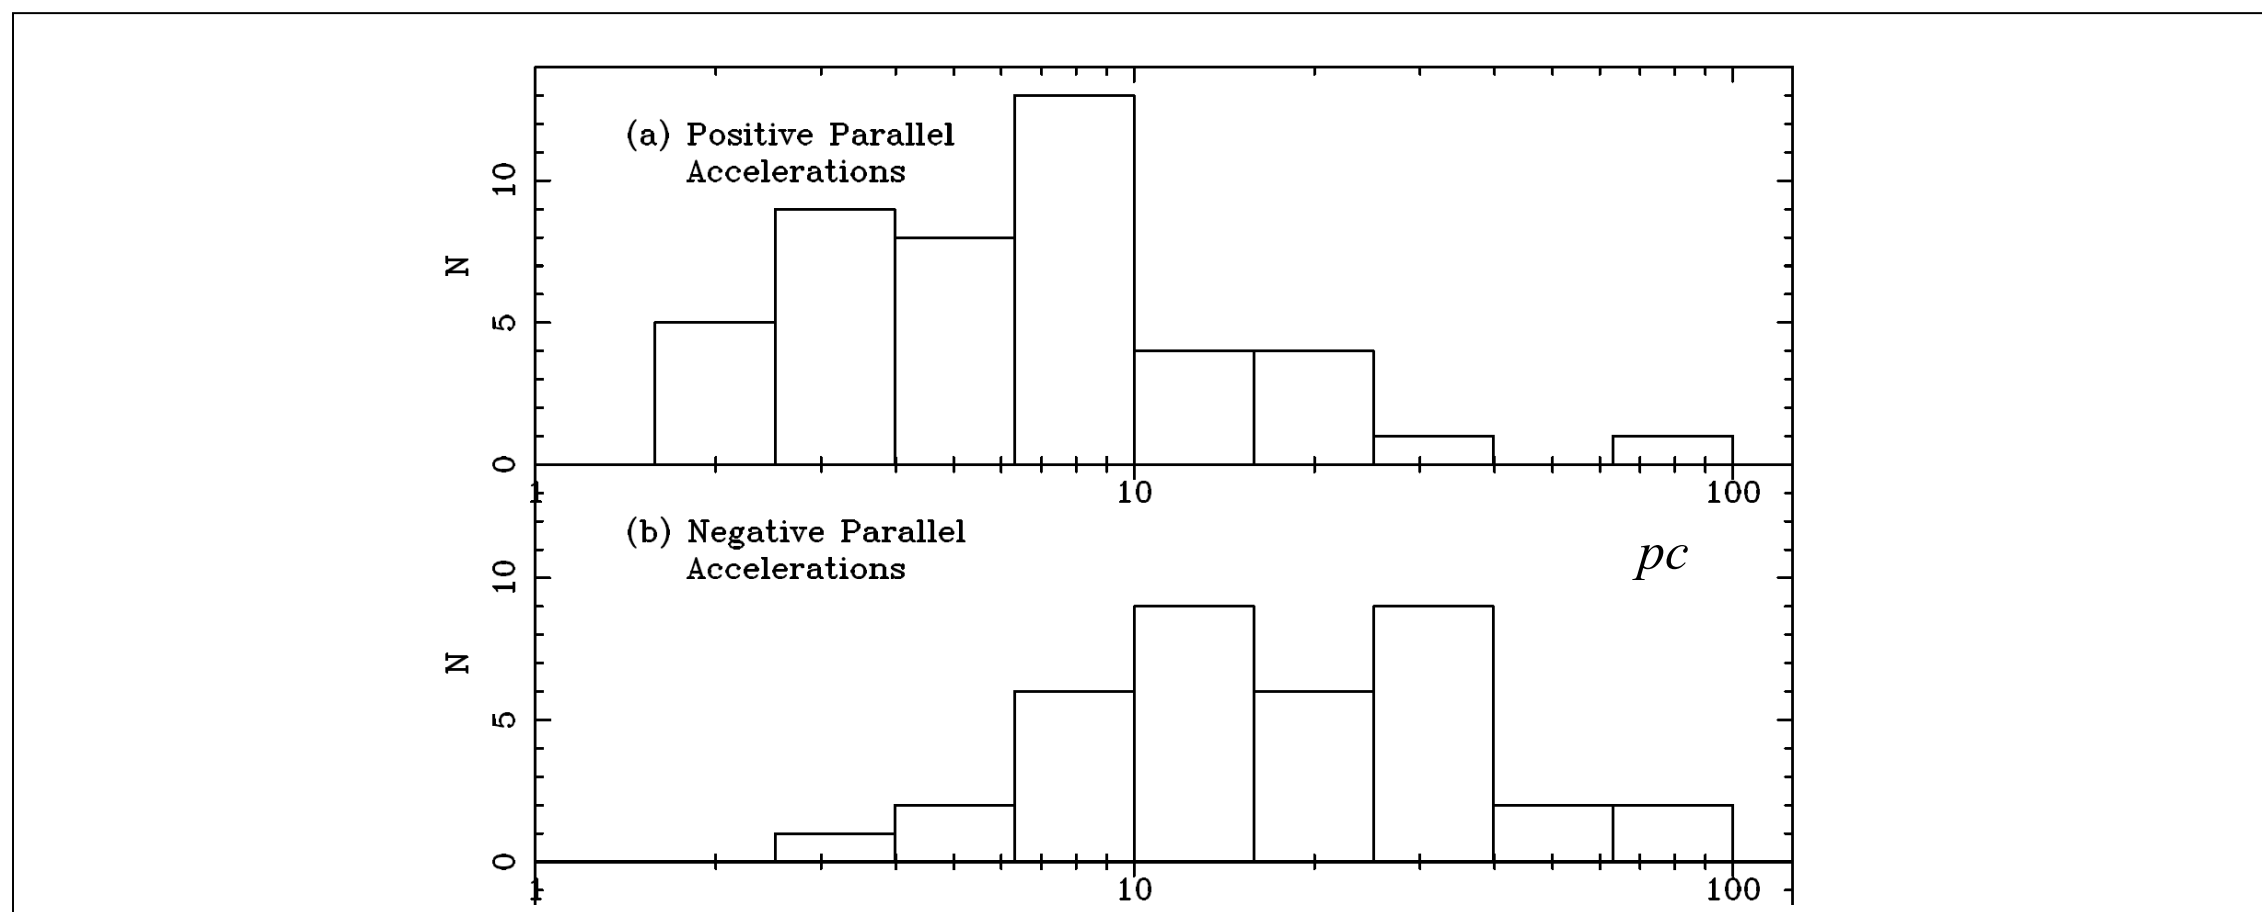 (a) Positive Parallel
Accelerations
N
10
5
0
1 10 100
(b) Negative Parallel
Accelerations
pc
N
10
5
0
1 10 100